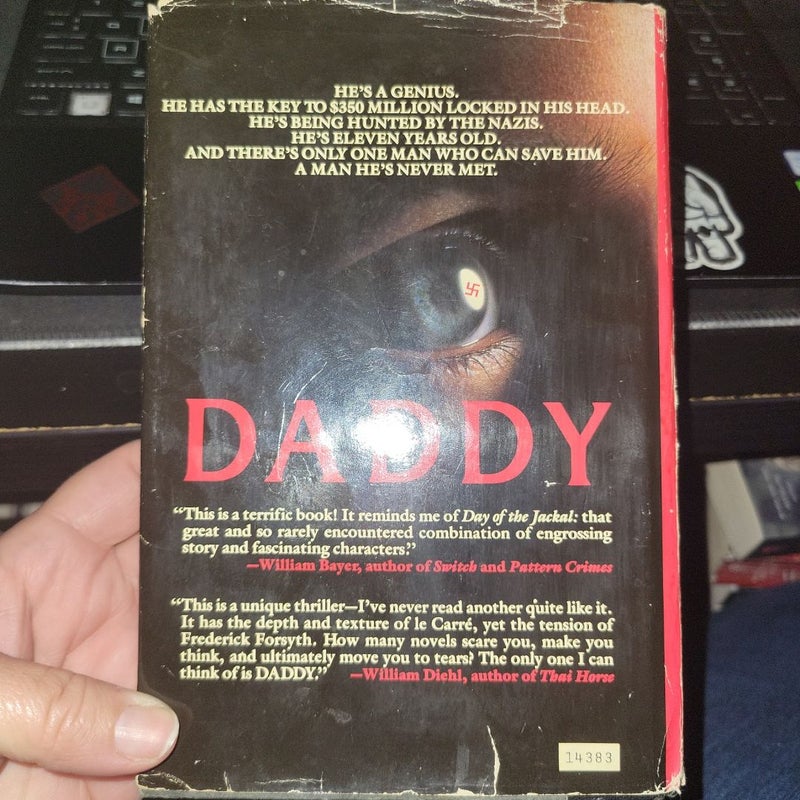 HE'S A GENIUS.
HE HAS THE KEY TO $350 MILLION LOCKED IN HIS HEAD.
HE'S BEING HUNTED BY THE NAZIS.
HE'S ELEVEN YEARS OLD.
AND THERE'S ONLY ONE MAN WHO CAN SAVE HIM.
A MAN HE'S NEVER MET.
DADDY
“This is a terrific book! It reminds me of Day of the Jackal: that
great and so rarely encountered combination of engrossing
story and fascinating characters.”
—William Bayer, author of Switch and Pattern Crimes
“This is a unique thriller—I've never read another quite like it.
It has the depth and texture of le Carré, yet the tension of
Frederick Forsyth. How many novels scare you, make you
think, and ultimately move you to tears? The only one I can
think of is DADDY.” —William Diehl, author of Thai Horse
14383